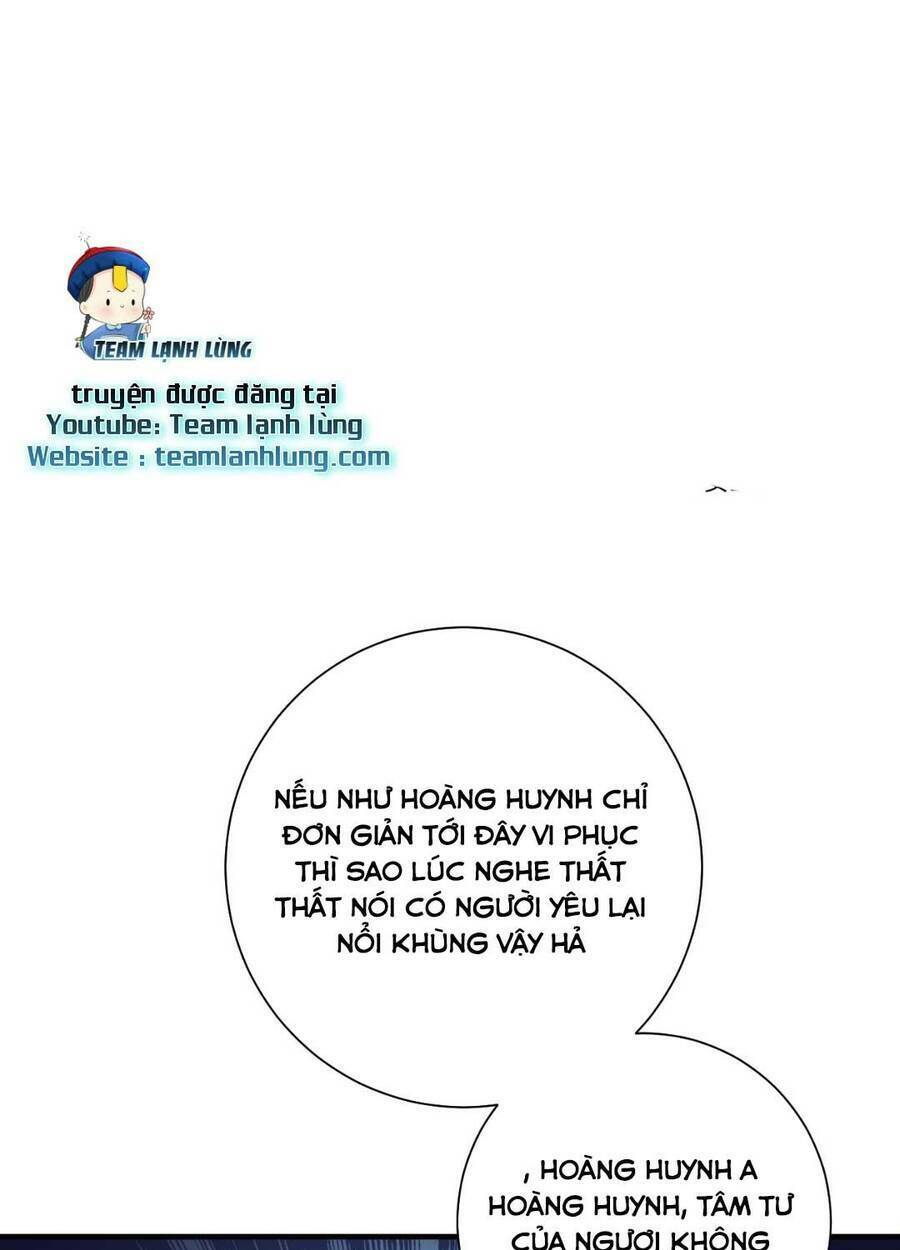 TEAM LẠNH LÙNG
truyện được đăng tại
Youtube: Team lạnh lùng
Website : teamlanhlung.com
NẾU NHƯ HOÀNG HUYNH CHỈ
ĐƠN GIẢN TỚI ĐÂY VI PHỤC
THÌ SAO LÚC NGHE THẤT
THẤT NÓI CÓ NGƯỜI YÊU LẠI
NỔI KHÙNG VẬY HẢ
, HOÀNG HUYNH A
HOÀNG HUYNH, TÂM TƯ
CỦA NGƯƠI KHÔNG